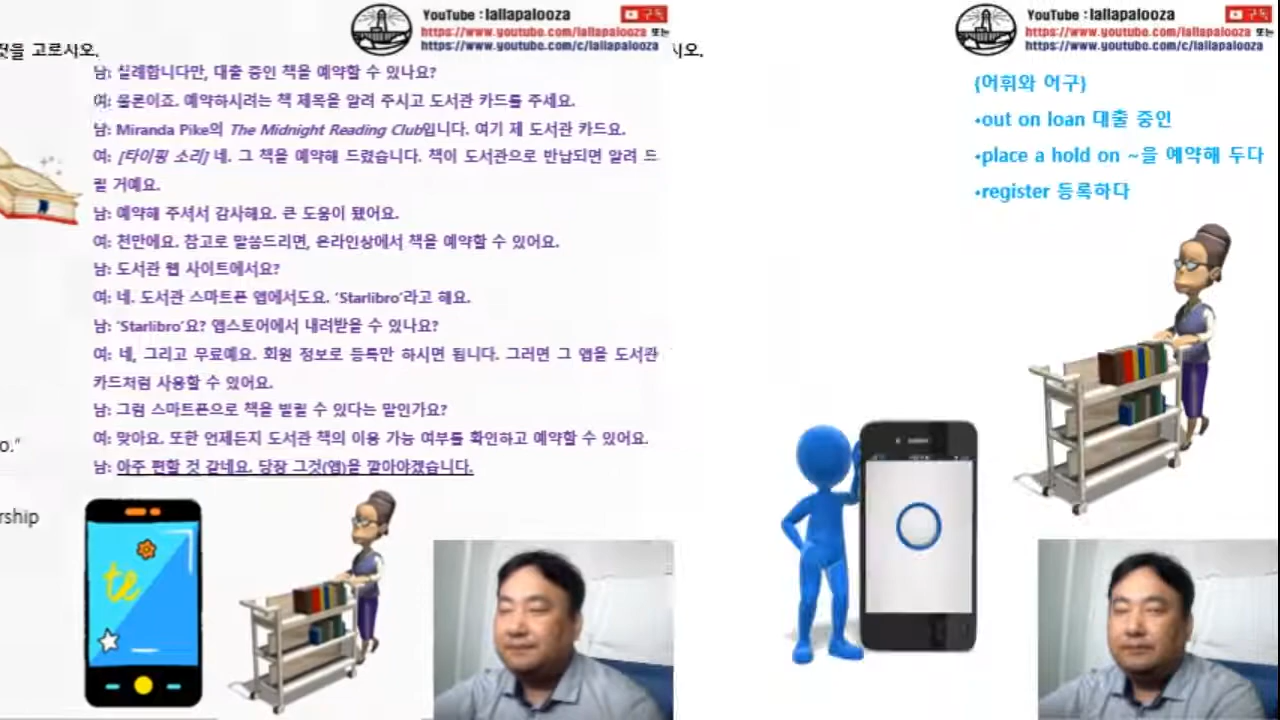 YouTube : lallapalooza
구독
https://www.youtube.com/lallapalooza 또는
https://www.youtube.com/c/lallapalooza
것을 고르시오.
남: 실례합니다만, 대출 중인 책을 예약할 수 있나요?
여: 물론이죠. 예약하시려는 책 제목을 알려 주시고 도서관 카드를 주세요.
남: Miranda Pike의 The Midnight Reading Club입니다. 여기 제 도서관 카드요.
여: [타이핑 소리] 네. 그 책을 예약해 드렸습니다. 책이 도서관으로 반납되면 알려 드
릴 거예요.
남: 예약해 주셔서 감사해요. 큰 도움이 됐어요.
여: 천만에요. 참고로 말씀드리면, 온라인상에서 책을 예약할 수 있어요.
남: 도서관 웹 사이트에서요?
여: 네. 도서관 스마트폰 앱에서도요. ‘Starlibro’라고 해요.
남: ‘Starlibro’요? 앱스토어에서 내려받을 수 있나요?
여: 네, 그리고 무료예요. 회원 정보로 등록만 하시면 됩니다. 그러면 그 앱을 도서관
카드처럼 사용할 수 있어요.
남: 그럼 스마트폰으로 책을 빌릴 수 있다는 말인가요?
여: 맞아요. 또한 언제든지 도서관 책의 이용 가능 여부를 확인하고 예약할 수 있어요.
남: 아주 편할 것 같네요. 당장 그것(앱)을 깔아야겠습니다.
o.”
rship
te
YouTube : lallapalooza
구독
https://www.youtube.com/lallapalooza 또는
https://www.youtube.com/c/lallapalooza
시오.
{어휘와 어구}
•out on loan 대출 중인
•place a hold on ~을 예약해 두다
•register 등록하다